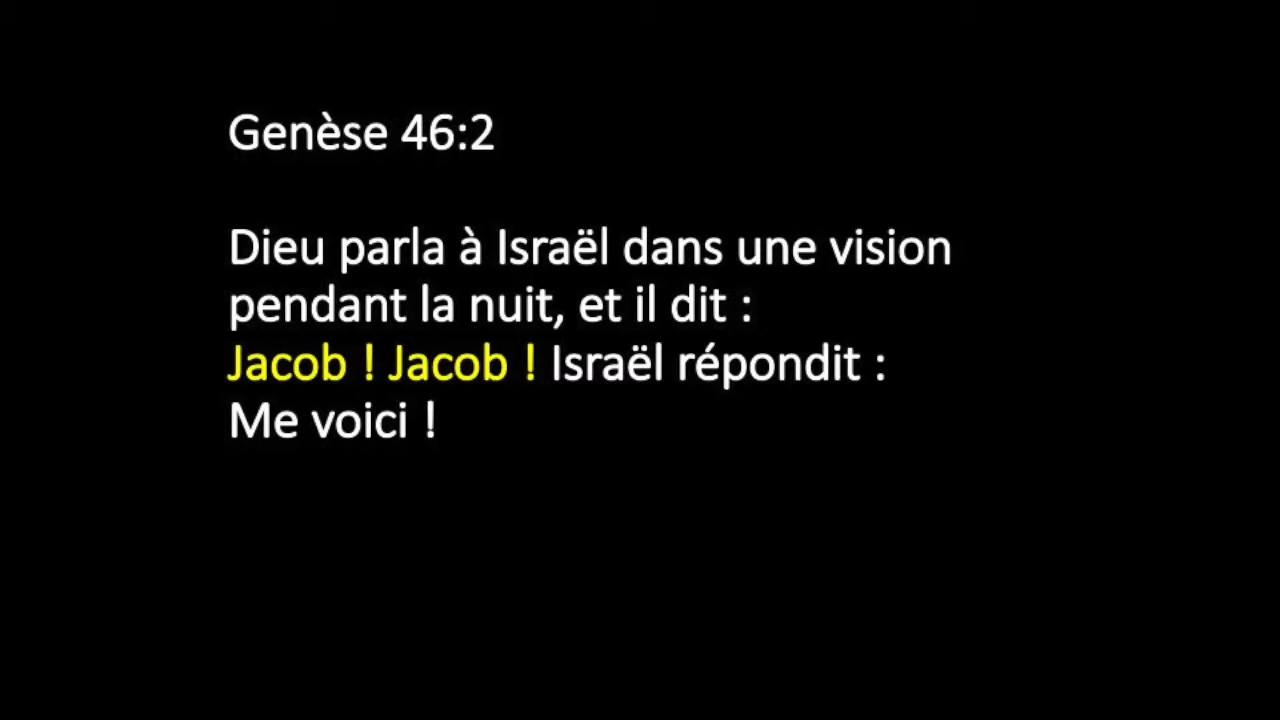 Genèse 46:2
Dieu parla à Israël dans une vision
pendant la nuit, et il dit :
Jacob ! Jacob ! Israël répondit :
Me voici !